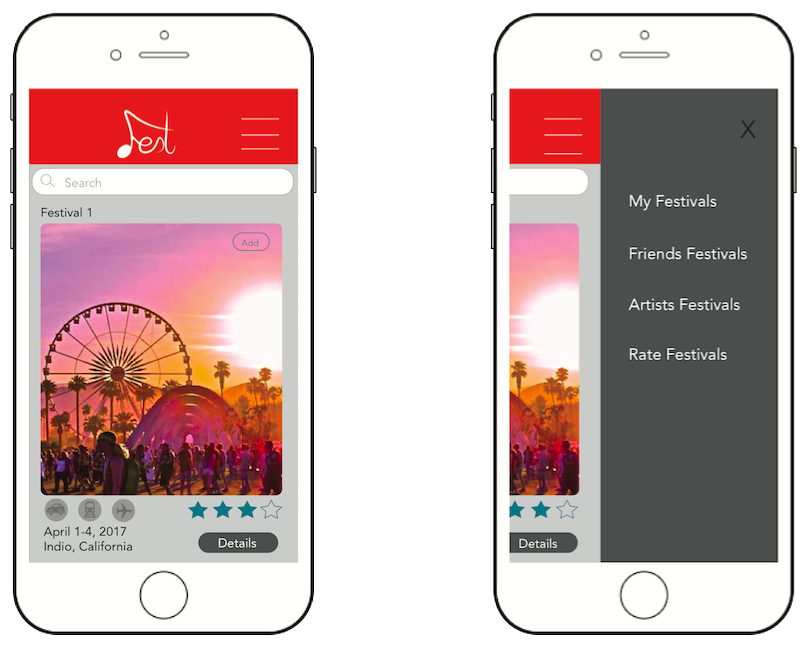 Fest
Search
Festival 1
Add
April 1-4, 2017
Indio, California
Details
X
My Festivals
Friends Festivals
Artists Festivals
Rate Festivals
Details